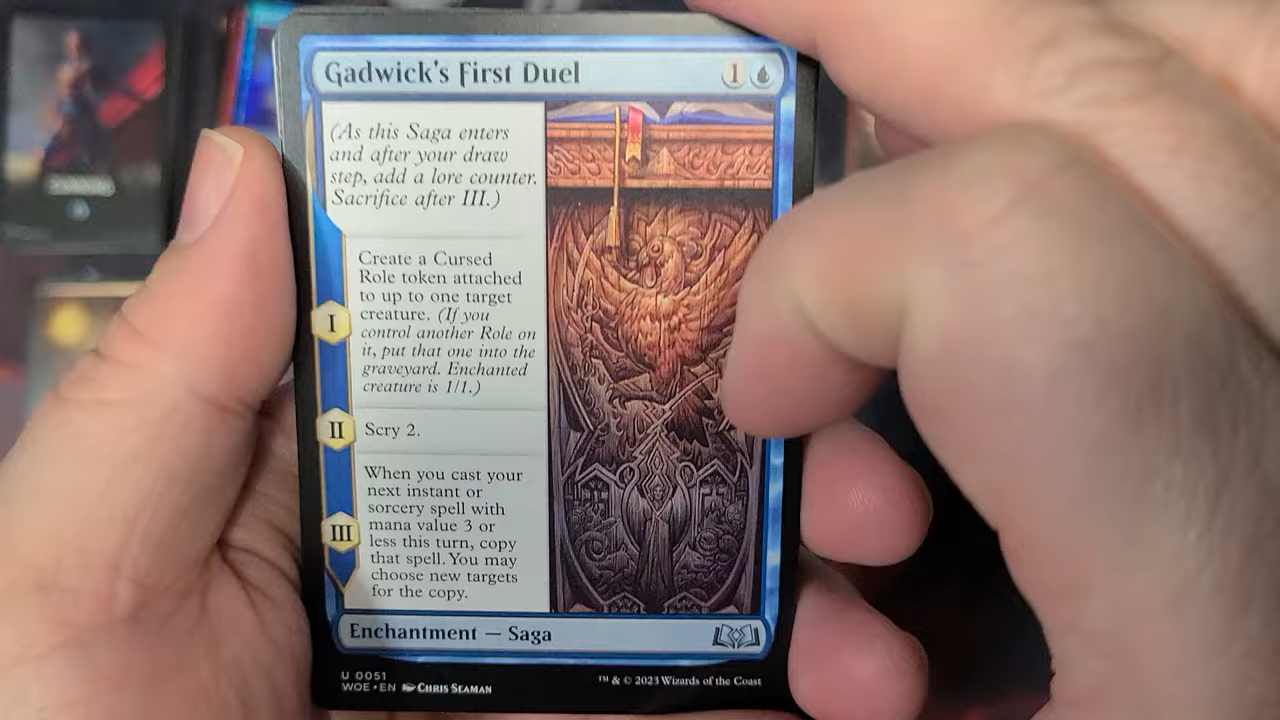 Gadwick's First Duel
1
(As this Saga enters
and after your draw
step, add a lore counter.
Sacrifice after III.)
Create a Cursed
Role token attached
to up to one target
creature. (If you
control another Role on
it, put that one into the
graveyard. Enchanted
creature is 1/1.)
I
II
Scry 2.
When you cast your
next instant or
sorcery spell with
mana value 3 or
less this turn, copy
that spell. You may
choose new targets
for the copy.
III
Enchantment — Saga
U 0051
WOE • EN Chris Seaman
™ & © 2023 Wizards of the Coast